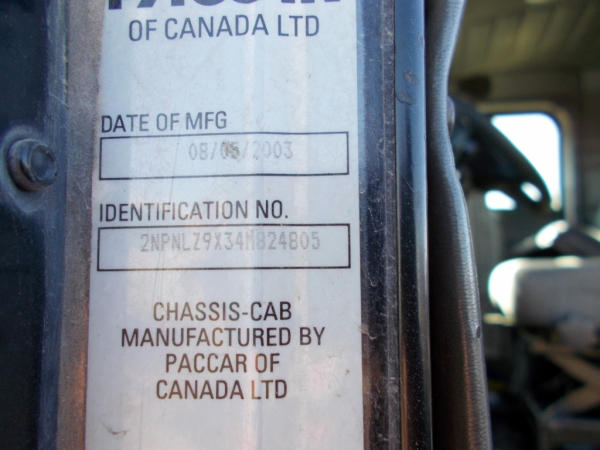 OF CANADA LTD
DATE OF MFG
08/05/2003
IDENTIFICATION NO.
2NPNLZ9X34M824805
CHASSIS-CAB
MANUFACTURED BY
PACCAR OF
CANADA LTD